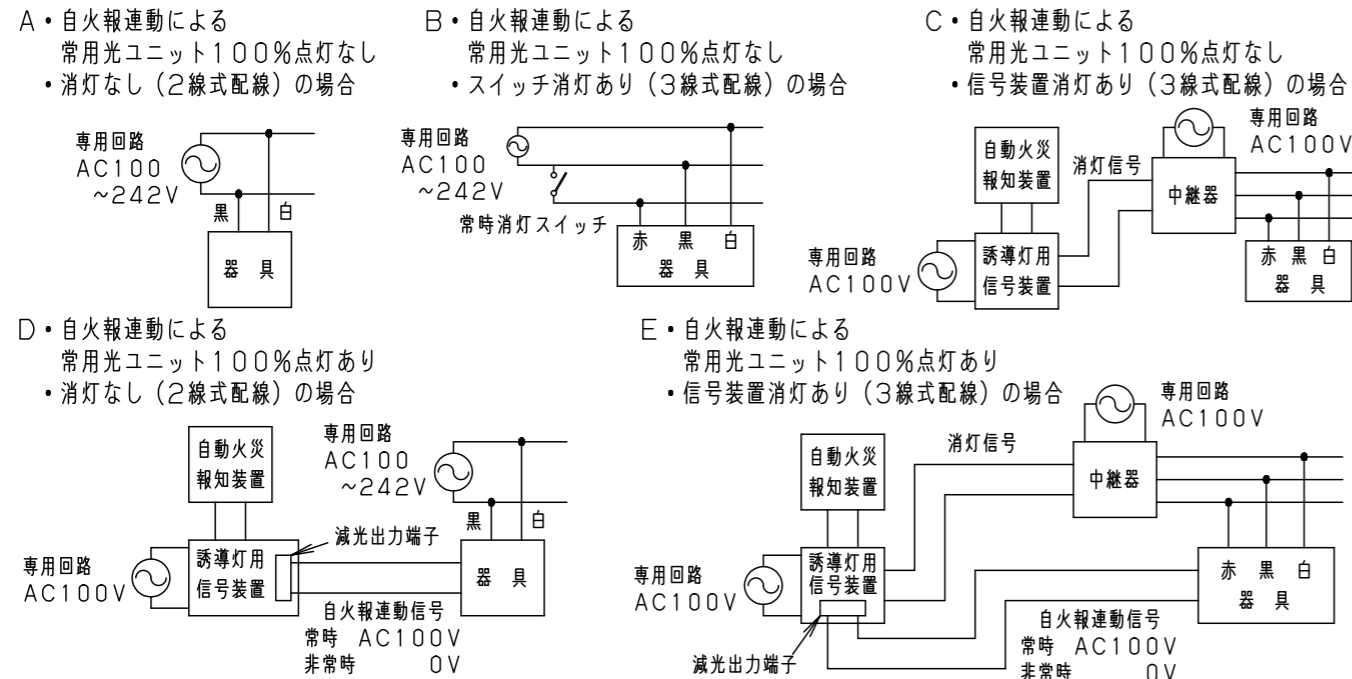 A・自火報連動による
常用光ユニット100%点灯なし
・消灯なし(2線式配線)の場合
専用回路
AC100
~242V
黒
白
器 具
B・自火報連動による
常用光ユニット100%点灯なし
・スイッチ消灯あり(3線式配線)の場合
専用回路
AC100
~242V
常時消灯スイッチ
赤 黒 白
器 具
C・自火報連動による
常用光ユニット100%点灯なし
・信号装置消灯あり(3線式配線)の場合
専用回路
AC100V
自動火災
報知装置
消灯信号
中継器
専用回路
AC100V
誘導灯用
信号装置
赤 黒 白
器 具
D・自火報連動による
常用光ユニット100%点灯あり
・消灯なし(2線式配線)の場合
自動火災
報知装置
専用回路
AC100
~242V
黒
白
減光出力端子
専用回路
AC100V
誘導灯用
信号装置
器 具
自火報連動信号
常時 AC100V
非常時 0V
E・自火報連動による
常用光ユニット100%点灯あり
・信号装置消灯あり(3線式配線)の場合
専用回路
AC100V
自動火災
報知装置
消灯信号
中継器
専用回路
AC100V
誘導灯用
信号装置
赤 黒 白
器 具
自火報連動信号
常時 AC100V
非常時 0V
減光出力端子